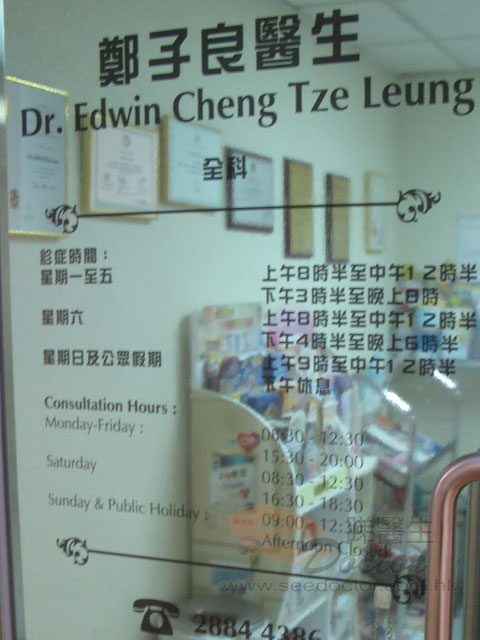 鄭子良醫生
Dr. Edwin Cheng Tze Leung
全科
診症時間：
星期一至五 上午8時半至中午12時半
下午3時半至晚上8時
星期六 上午8時半至中午12時半
下午4時半至晚上6時半
星期日及公眾假期 上午9時至中午12時半
下午休息
Consultation Hours :
Monday-Friday : 08:30 - 12:30
15:30 - 20:00
Saturday 08:30 - 12:30
16:30 - 18:30
Sunday & Public Holiday : 09:00 - 12:30
Afternoon Closed
睇醫生
Doctor
www.seedoctor.com.hk
2884 4386